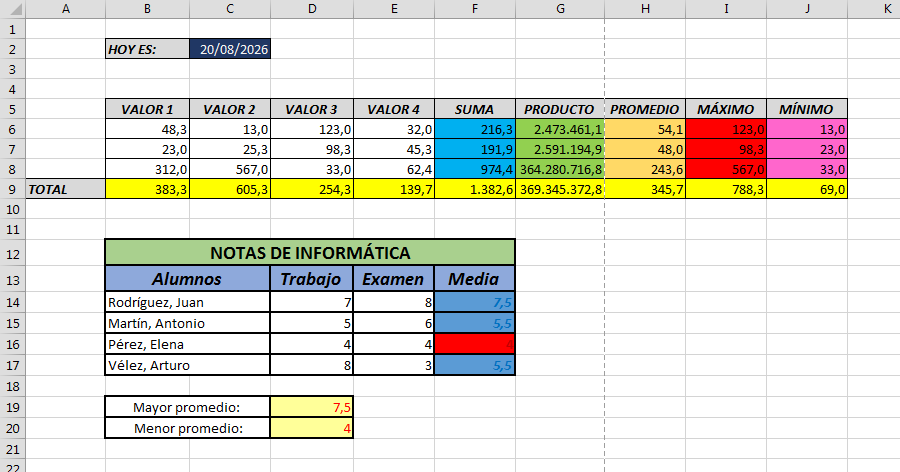 A B C D E F G H I J K
1
2 HOY ES: 20/08/2026
3
4
5 VALOR 1 VALOR 2 VALOR 3 VALOR 4 SUMA PRODUCTO PROMEDIO MÁXIMO MÍNIMO
6 48,3 13,0 123,0 32,0 216,3 2.473.461,1 54,1 123,0 13,0
7 23,0 25,3 98,3 45,3 191,9 2.591.194,9 48,0 98,3 23,0
8 312,0 567,0 33,0 62,4 974,4 364.280.716,8 243,6 567,0 33,0
9 TOTAL 383,3 605,3 254,3 139,7 1.382,6 369.345.372,8 345,7 788,3 69,0
10
11
12 NOTAS DE INFORMÁTICA
13 Alumnos Trabajo Examen Media
14 Rodríguez, Juan 7 8 7,5
15 Martín, Antonio 5 6 5,5
16 Pérez, Elena 4 4 4
17 Vélez, Arturo 8 3 5,5
18
19 Mayor promedio: 7,5
20 Menor promedio: 4
21
22